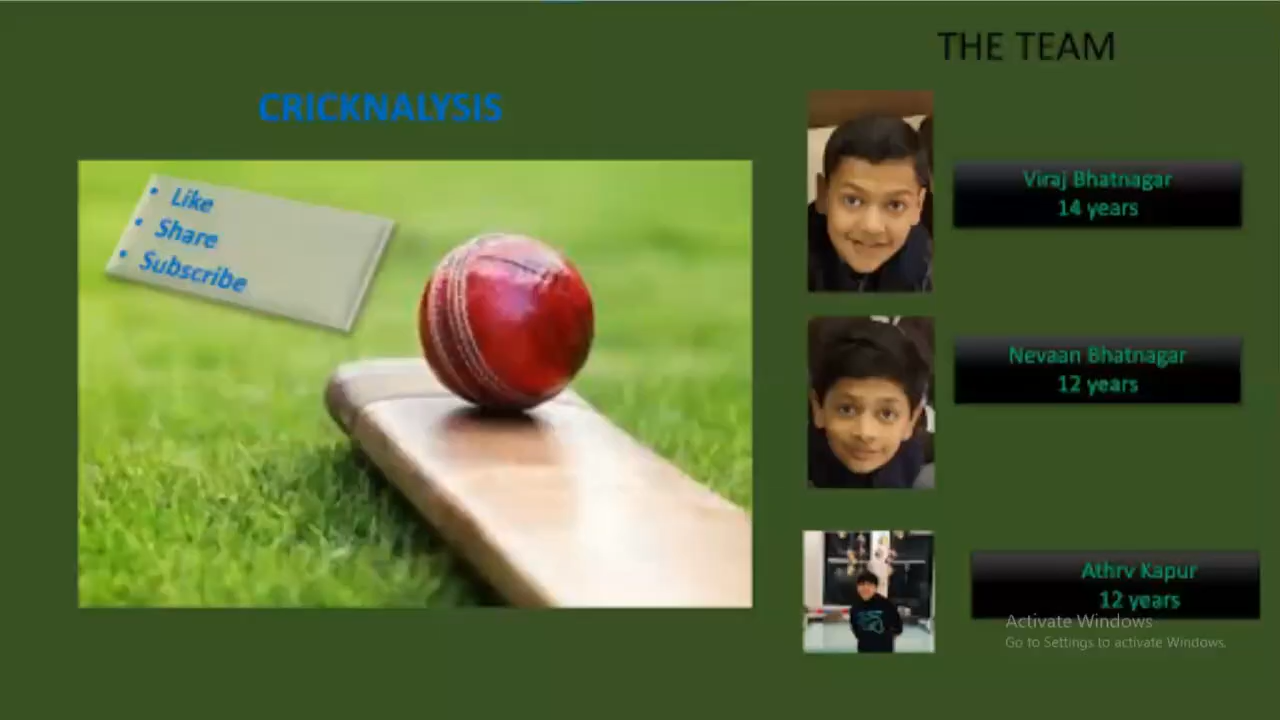 THE TEAM
CRICKNALYSIS
• Like
• Share
• Subscribe
Viraj Bhatnagar
14 years
Nevaan Bhatnagar
12 years
Athrv Kapur
12 years
Activate Windows
Go to Settings to activate Windows.